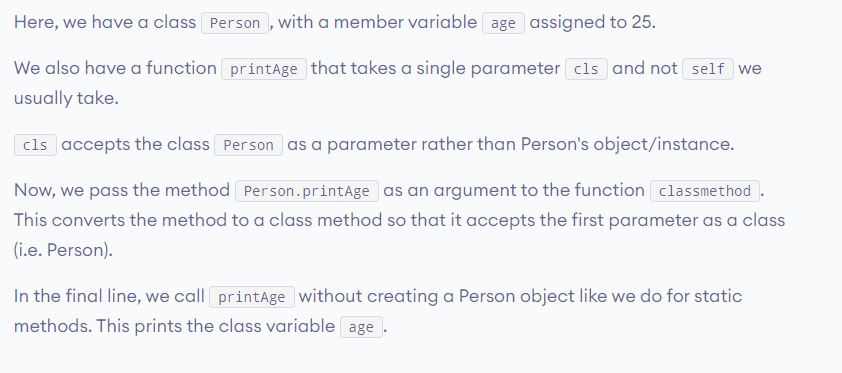 Here, we have a class Person, with a member variable age assigned to 25.
We also have a function printAge that takes a single parameter cls and not self we
usually take.
cls accepts the class Person as a parameter rather than Person's object/instance.
Now, we pass the method Person.printAge as an argument to the function classmethod.
This converts the method to a class method so that it accepts the first parameter as a class
(i.e. Person).
In the final line, we call printAge without creating a Person object like we do for static
methods. This prints the class variable age.